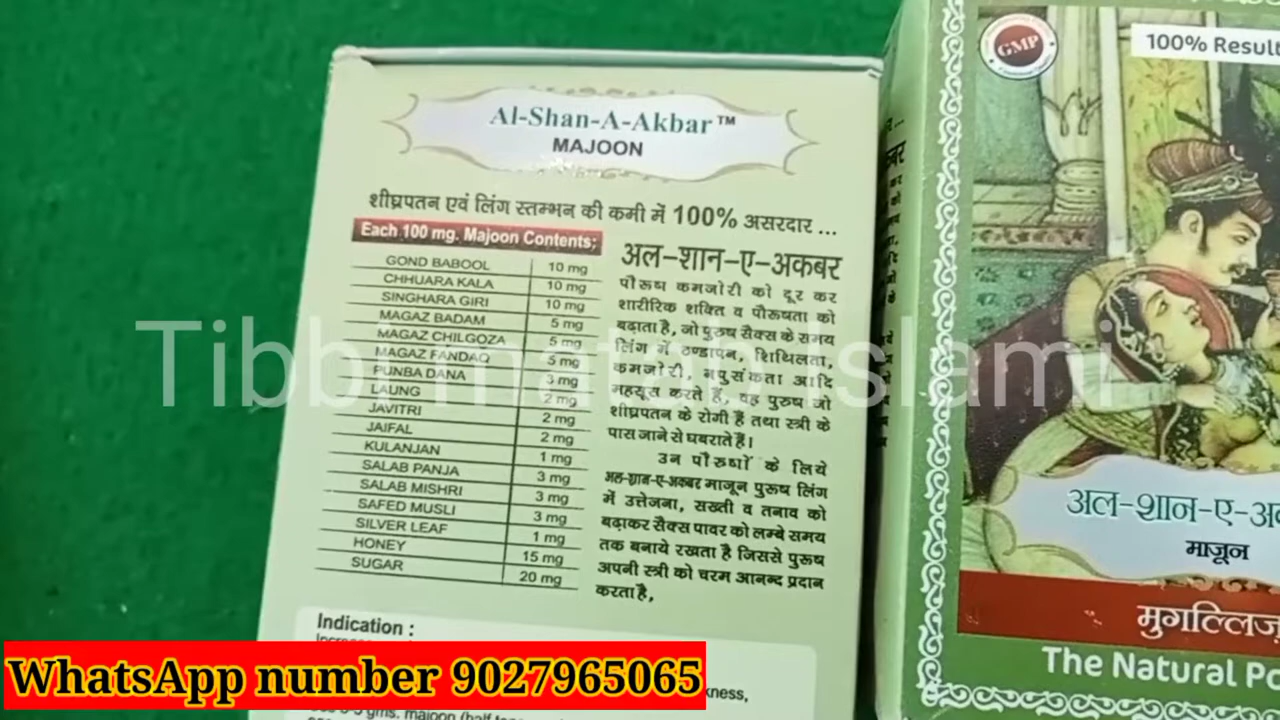 Al-Shan-A-Akbar™
MAJOON
शीघ्रपतन एवं लिंग स्तम्भन की कमी में 100% असरदार ...
Each 100 mg. Majoon Contents;
GOND BABOOL 10 mg
CHHUARA KALA 10 mg
SINGHARA GIRI 10 mg
MAGAZ BADAM 5 mg
MAGAZ CHILGOZA 5 mg
MAGAZ FANDAQ 5 mg
PUNBA DANA 3 mg
LAUNG 2 mg
JAVITRI 2 mg
JAIFAL 2 mg
KULANJAN 1 mg
SALAB PANJA 3 mg
SALAB MISHRI 3 mg
SAFED MUSLI 3 mg
SILVER LEAF 1 mg
HONEY 15 mg
SUGAR 20 mg
अल-शान-ए-अकबर
पौरूष कमजोरी को दूर कर
शारीरिक शक्ति व पौरूषता को
बढ़ाता है, जो पुरुष सैक्स के समय
लिंग में ठण्डापन, शिथिलता,
कमजोरी, नपुसंकता आदि
महसूस करते हैं, वह पुरुष जो
शीघ्रपतन के रोगी हैं तथा स्त्री के
पास जाने से घबराते हैं।
उन पौरुषों के लिये
अल-शान-ए-अकबर माजून पुरूष लिंग
में उत्तेजना, सख्ती व तनाव को
बढ़ाकर सैक्स पावर को लम्बे समय
तक बनाये रखता है जिससे पुरूष
अपनी स्त्री को चरम आनन्द प्रदान
करता है,
Indication :
GMP
100% Result
अल-शान-ए-अ
माजून
मुगल्लिज़
The Natural Po
Tibb matab Islami
WhatsApp number 9027965065